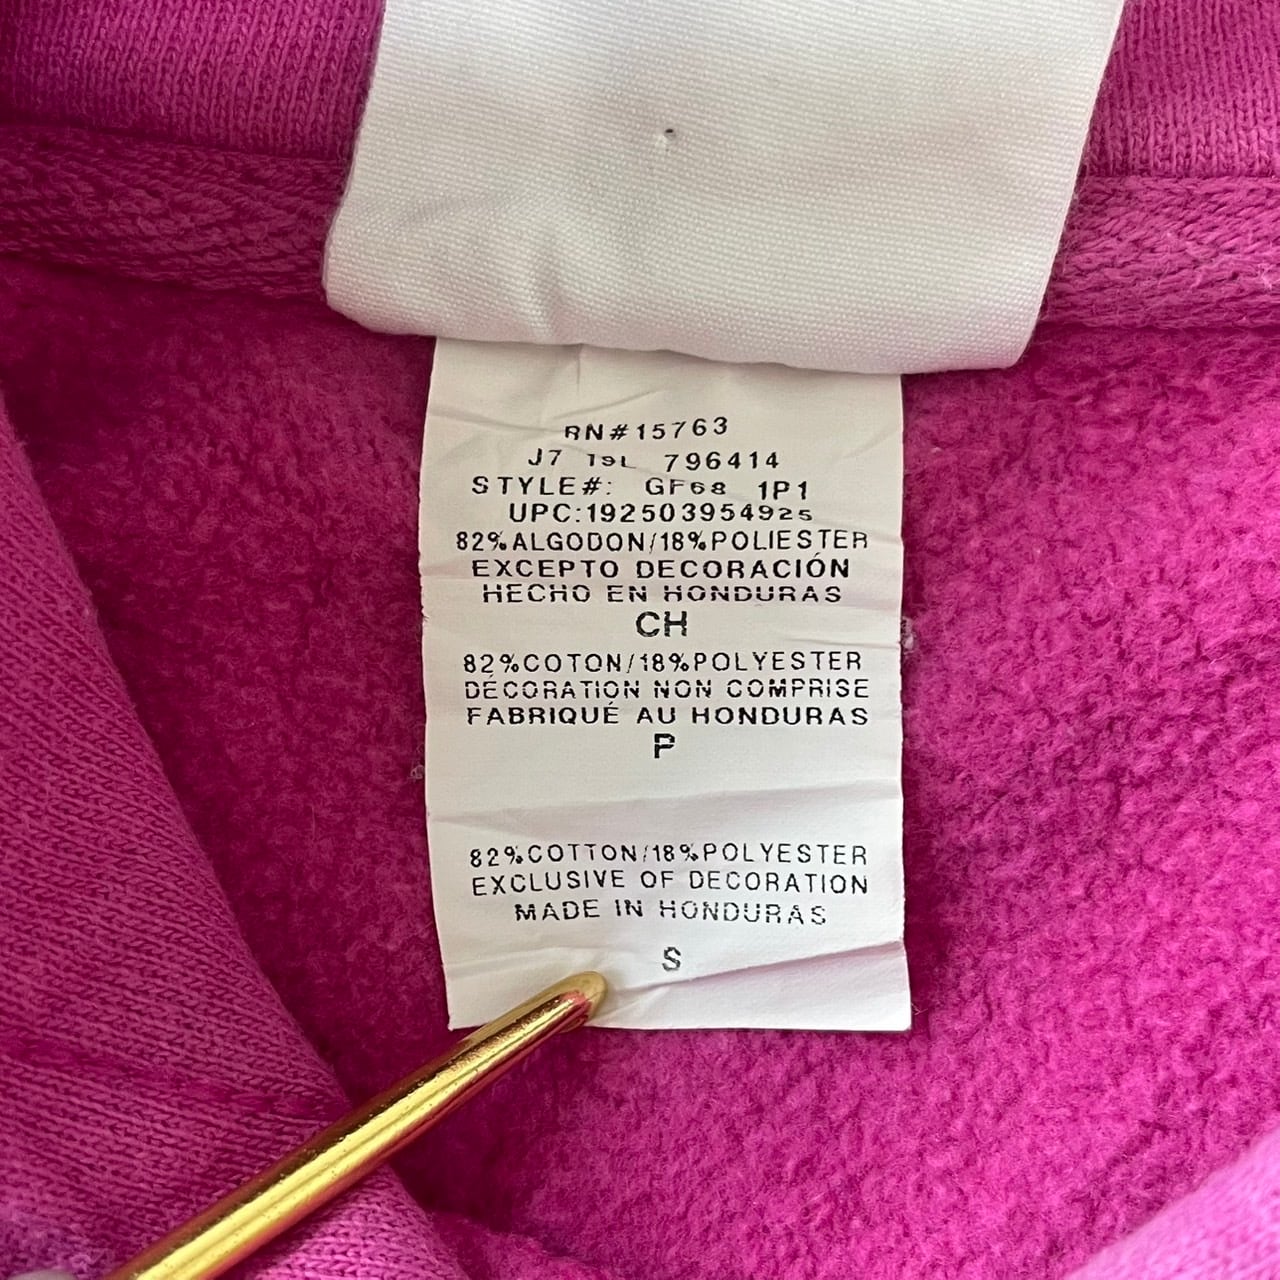 RN#15763
J7 19L 796414
STYLE#: GF68 1P1
UPC:192503954925
82%ALGODON/18%POLIESTER
EXCEPTO DECORACIÓN
HECHO EN HONDURAS
CH
82%COTON/18%POLYESTER
DÉCORATION NON COMPRISE
FABRIQUÉ AU HONDURAS
P
82%COTTON/18%POLYESTER
EXCLUSIVE OF DECORATION
MADE IN HONDURAS
S